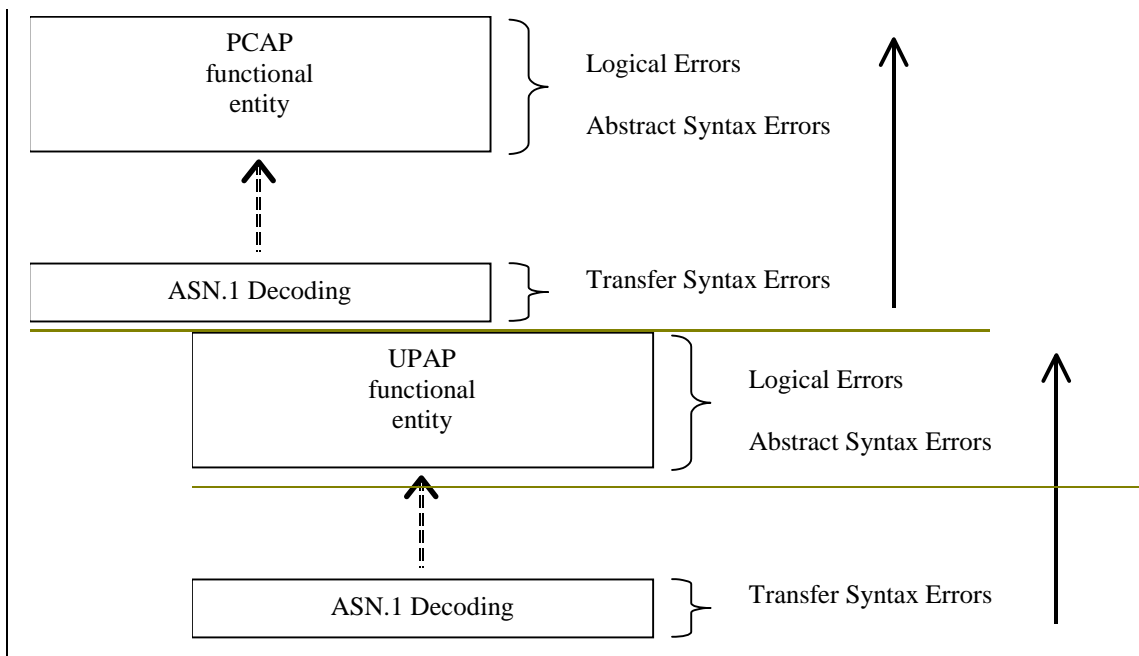 PCAP
functional
entity
Logical Errors
Abstract Syntax Errors
ASN.1 Decoding
Transfer Syntax Errors
UPAP
functional
entity
Logical Errors
Abstract Syntax Errors
ASN.1 Decoding
Transfer Syntax Errors